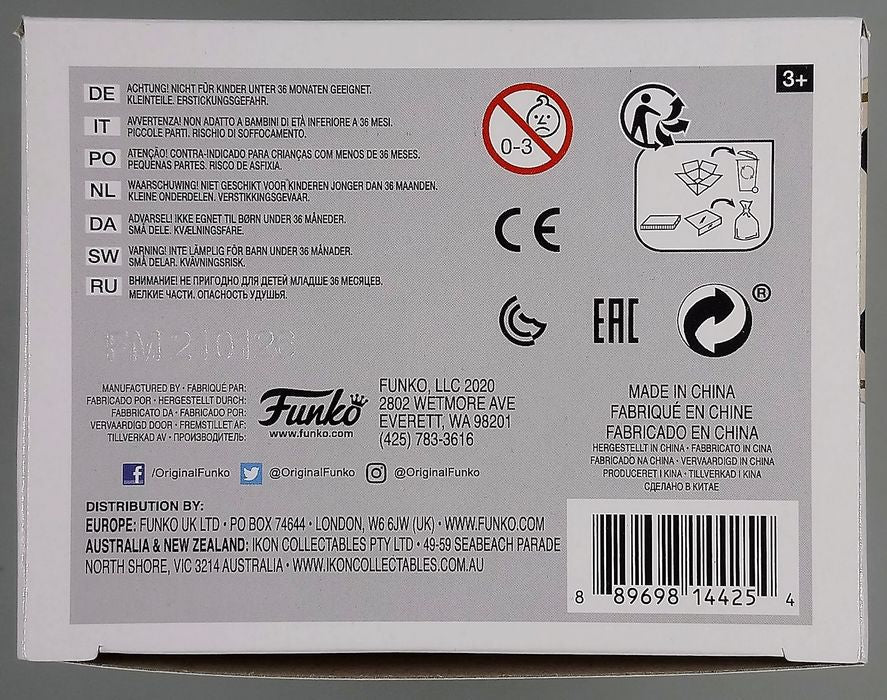 3+
DE ACHTUNG! NICHT FÜR KINDER UNTER 36 MONATEN GEEIGNET.
KLEINTEILE. ERSTICKUNGSGEFAHR.
IT AVVERTENZA! NON ADATTO A BAMBINI DI ETÀ INFERIORE A 36 MESI.
PICCOLE PARTI. RISCHIO DI SOFFOCAMENTO.
PO ATENÇÃO! CONTRA-INDICADO PARA CRIANÇAS COM MENOS DE 36 MESES.
PEQUENAS PARTES. RISCO DE ASFIXIA.
NL WAARSCHUWING! NIET GESCHIKT VOOR KINDEREN JONGER DAN 36 MAANDEN.
KLEINE ONDERDELEN. VERSTIKKINGSGEVAAR.
DA ADVARSEL! IKKE EGNET TIL BØRN UNDER 36 MÅNEDER.
SMÅ DELE. KVÆLNINGSFARE.
SW VARNING! INTE LÄMPLIG FÖR BARN UNDER 36 MÅNADER.
SMÅ DELAR. KVÄVNINGSRISK.
RU ВНИМАНИЕ! НЕ ПРИГОДНО ДЛЯ ДЕТЕЙ МЛАДШЕ 36 МЕСЯЦЕВ.
МЕЛКИЕ ЧАСТИ. ОПАСНОСТЬ УДУШЬЯ.
0-3
CE
EAC
®
MANUFACTURED BY • FABRIQUÉ PAR:
FABRICADO POR • HERGESTELLT DURCH:
FABBRICATO DA • FABRICADO POR:
VERVAARDIGD DOOR • FREMSTILLET AF:
TILLVERKAD AV • ПРОИЗВОДИТЕЛЬ:
Funko
www.funko.com
FUNKO, LLC 2020
2802 WETMORE AVE
EVERETT, WA 98201
(425) 783-3616
MADE IN CHINA
FABRIQUÉ EN CHINE
FABRICADO EN CHINA
HERGESTELLT IN CHINA • FABBRICATO IN CINA
FABRICADO NA CHINA • VERVAARDIGD IN CHINA
PRODUCERET I KINA • TILLVERKAD I KINA
СДЕЛАНО В КИТАЕ
/OriginalFunko @OriginalFunko @OriginalFunko
DISTRIBUTION BY:
EUROPE: FUNKO UK LTD • PO BOX 74644 • LONDON, W6 6JW (UK) • WWW.FUNKO.COM
AUSTRALIA & NEW ZEALAND: IKON COLLECTABLES PTY LTD • 49-59 SEABEACH PARADE
NORTH SHORE, VIC 3214 AUSTRALIA • WWW.IKONCOLLECTABLES.COM.AU
8 89698 14425 4